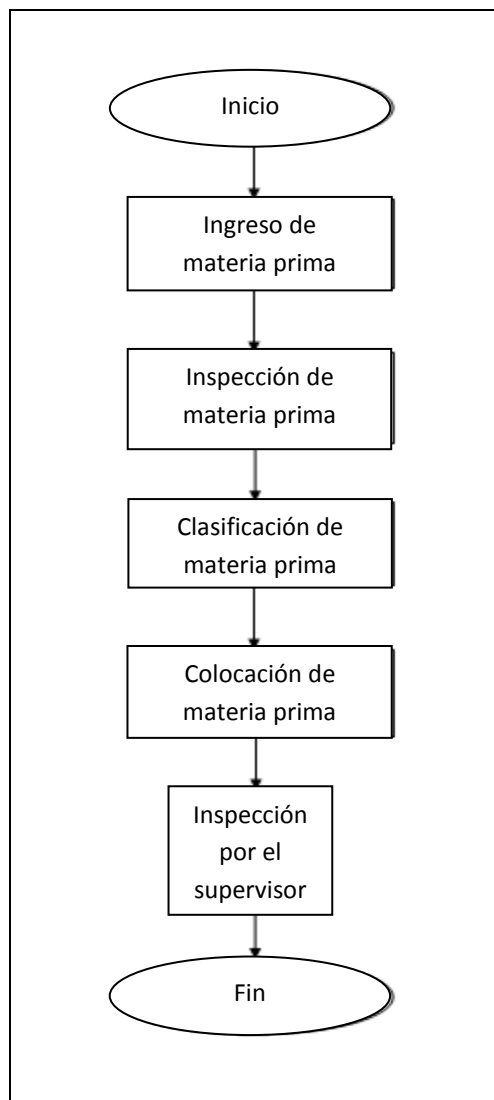 Inicio
Ingreso de
materia prima
Inspección de
materia prima
Clasificación de
materia prima
Colocación de
materia prima
Inspección
por el
supervisor
Fin